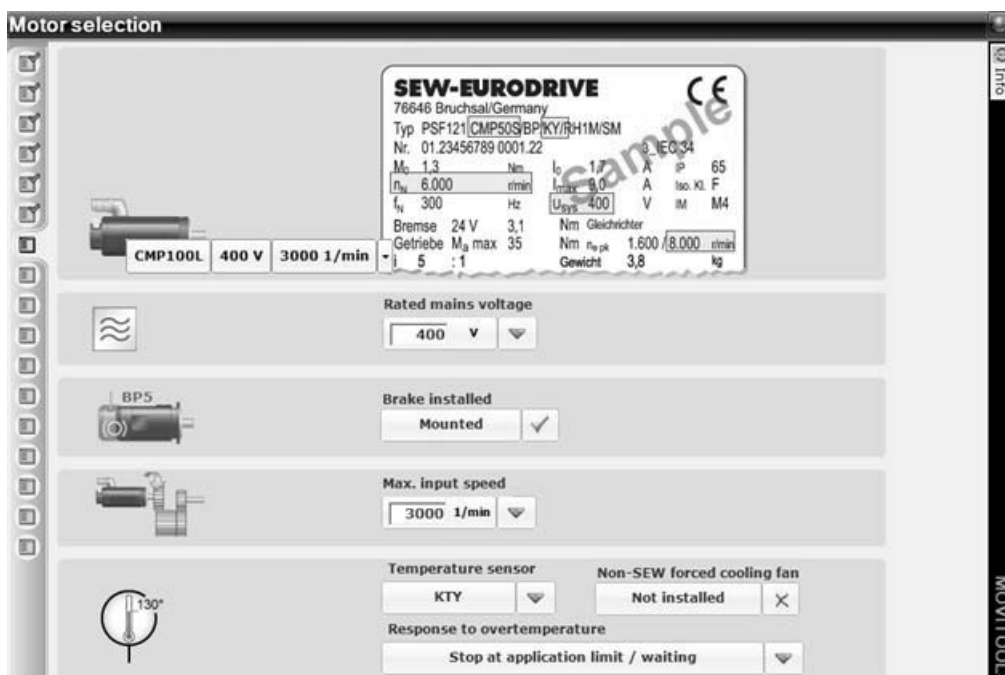 Motor selection
Info
SEW-EURODRIVE CE
76646 Bruchsal/Germany
Typ PSF121 CMP50S/BP/KY/RH1M/SM
Nr. 01.23456789 0001.22 3_IEC 34
M₀ 1,3 Nm I₀ 1,7 A IP 65
nN 6.000 r/min Imax 9,0 A Iso. Kl. F
fN 300 Hz Usys 400 V IM M4
Bremse 24 V 3,1 Nm Gleichrichter
Getriebe Ma max 35 Nm ne pk 1.600 / 8.000 r/min
i 5 :1 Gewicht 3,8 kg
Sample
CMP100L 400 V 3000 1/min
Rated mains voltage
400 V
BP5
Brake installed
Mounted
Max. input speed
3000 1/min
Temperature sensor Non-SEW forced cooling fan
130°
KTY Not installed
Response to overtemperature
Stop at application limit / waiting